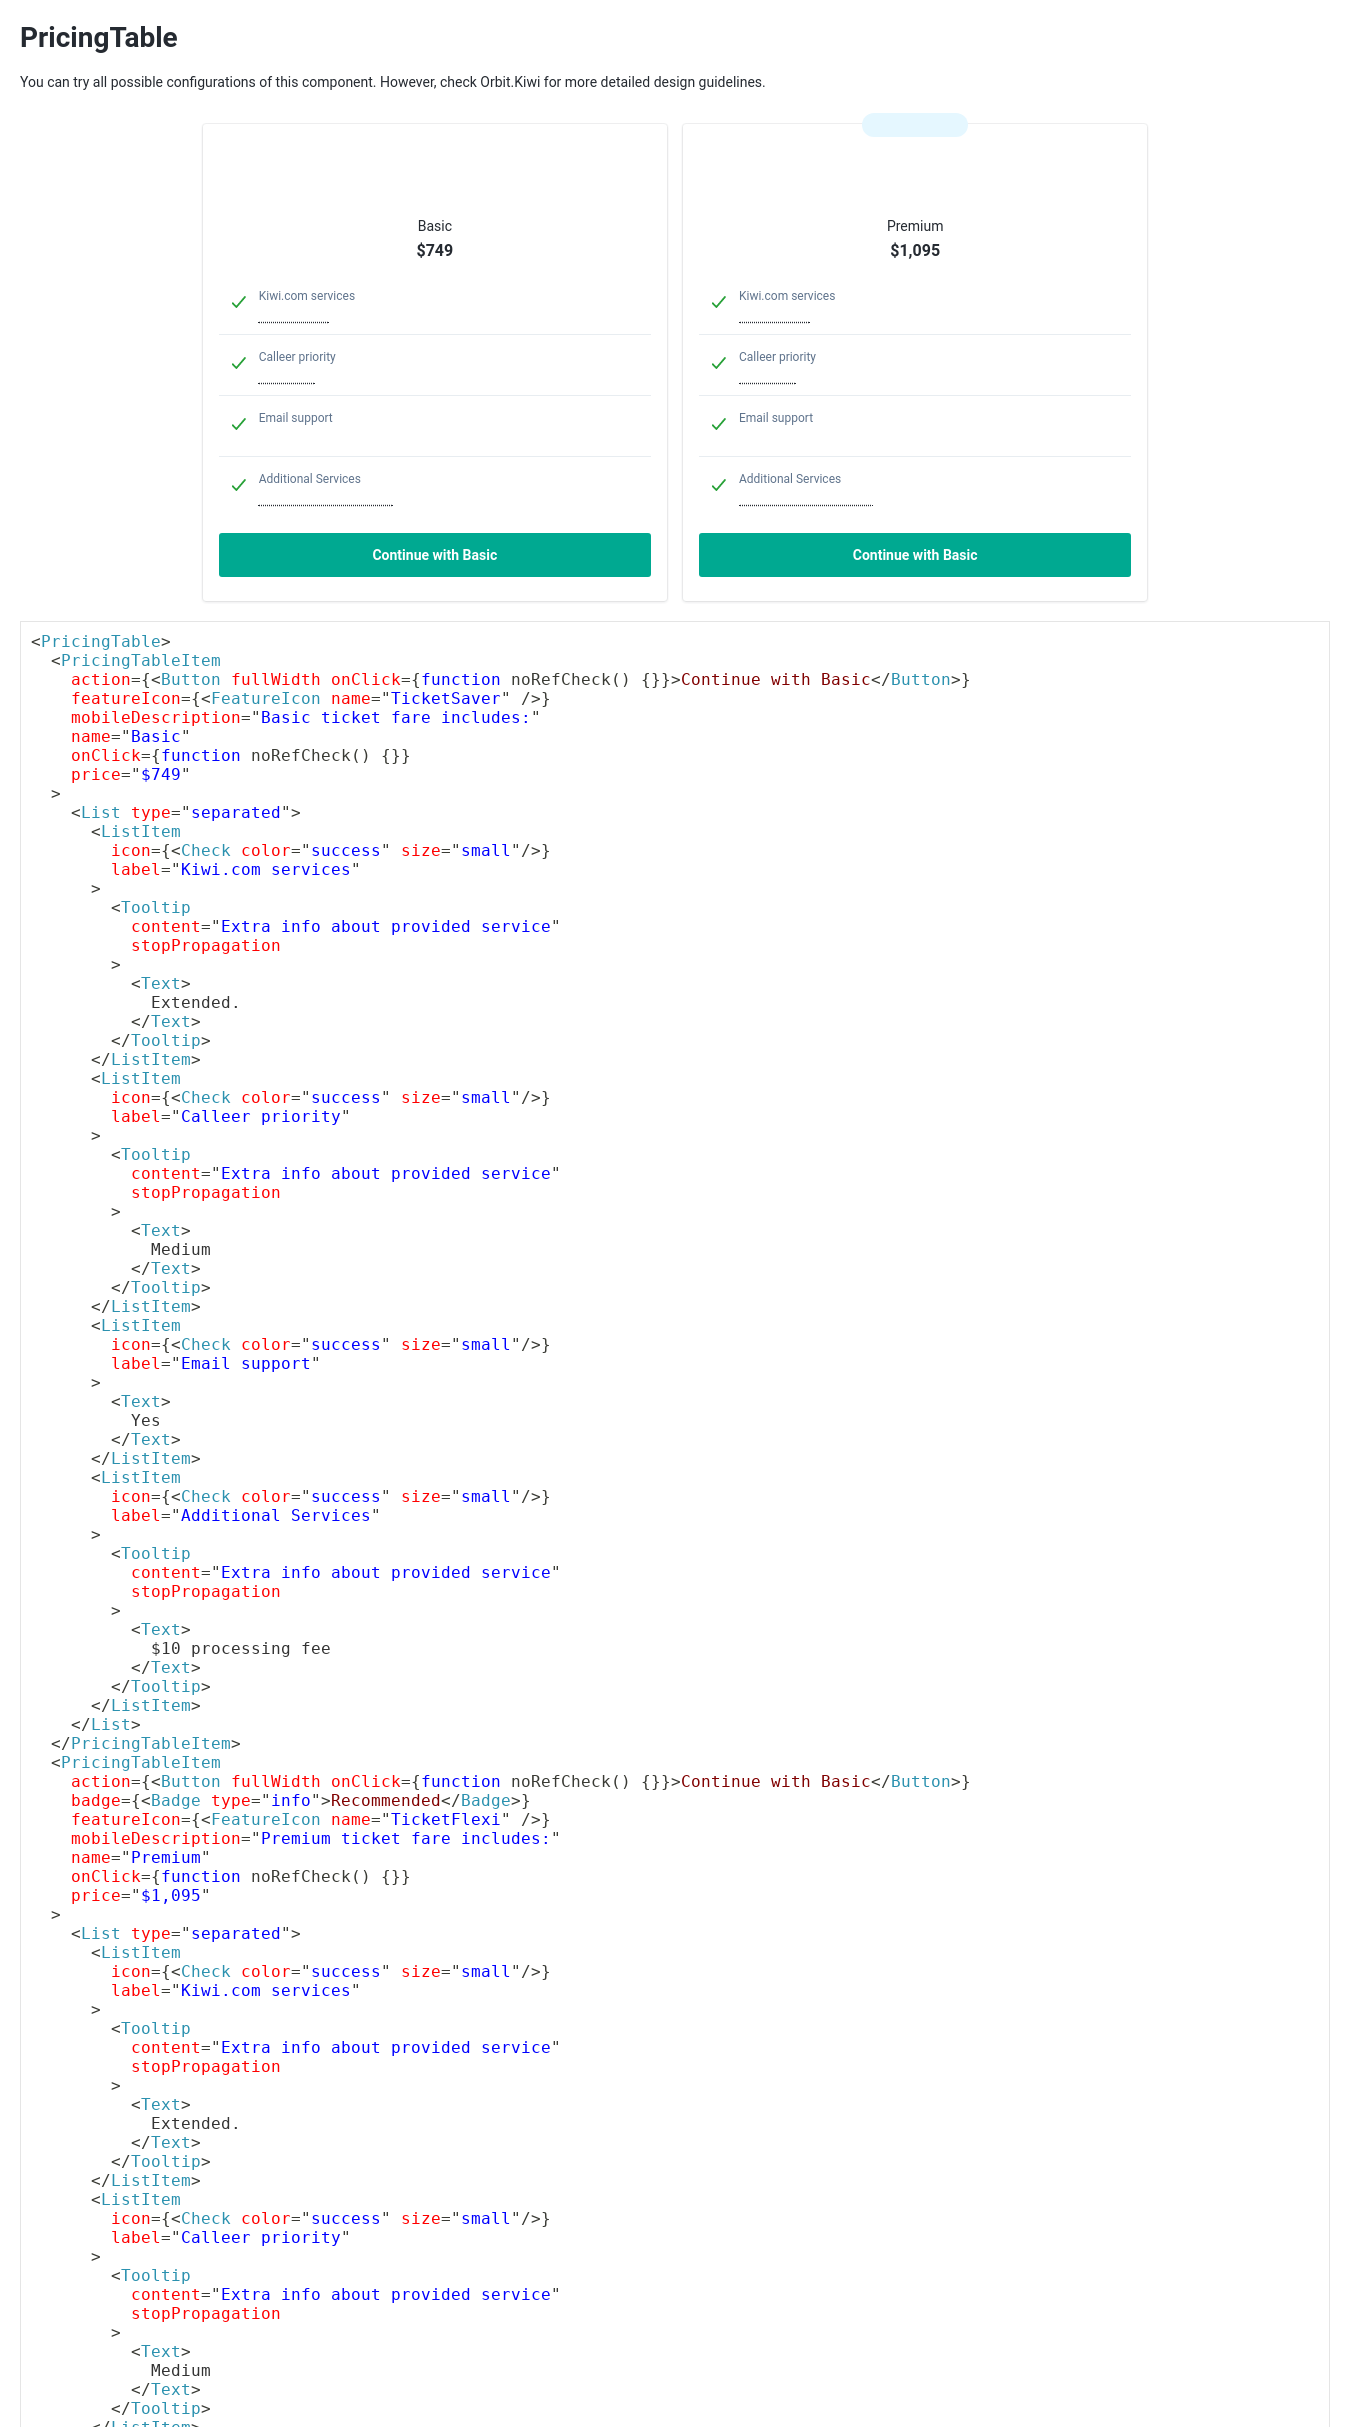 PricingTable
You can try all possible configurations of this component. However, check Orbit.Kiwi for more detailed design guidelines.
Basic
$749
Kiwi.com services
Calleer priority
Email support
Additional Services
Continue with Basic
Premium
$1,095
Kiwi.com services
Calleer priority
Email support
Additional Services
Continue with Basic
<PricingTable>
  <PricingTableItem
    action={<Button fullWidth onClick={function noRefCheck() {}}>Continue with Basic</Button>}
    featureIcon={<FeatureIcon name="TicketSaver" />}
    mobileDescription="Basic ticket fare includes:"
    name="Basic"
    onClick={function noRefCheck() {}}
    price="$749"
  >
    <List type="separated">
      <ListItem
        icon={<Check color="success" size="small"/>}
        label="Kiwi.com services"
      >
        <Tooltip
          content="Extra info about provided service"
          stopPropagation
        >
          <Text>
            Extended.
          </Text>
        </Tooltip>
      </ListItem>
      <ListItem
        icon={<Check color="success" size="small"/>}
        label="Calleer priority"
      >
        <Tooltip
          content="Extra info about provided service"
          stopPropagation
        >
          <Text>
            Medium
          </Text>
        </Tooltip>
      </ListItem>
      <ListItem
        icon={<Check color="success" size="small"/>}
        label="Email support"
      >
        <Text>
          Yes
        </Text>
      </ListItem>
      <ListItem
        icon={<Check color="success" size="small"/>}
        label="Additional Services"
      >
        <Tooltip
          content="Extra info about provided service"
          stopPropagation
        >
          <Text>
            $10 processing fee
          </Text>
        </Tooltip>
      </ListItem>
    </List>
  </PricingTableItem>
  <PricingTableItem
    action={<Button fullWidth onClick={function noRefCheck() {}}>Continue with Basic</Button>}
    badge={<Badge type="info">Recommended</Badge>}
    featureIcon={<FeatureIcon name="TicketFlexi" />}
    mobileDescription="Premium ticket fare includes:"
    name="Premium"
    onClick={function noRefCheck() {}}
    price="$1,095"
  >
    <List type="separated">
      <ListItem
        icon={<Check color="success" size="small"/>}
        label="Kiwi.com services"
      >
        <Tooltip
          content="Extra info about provided service"
          stopPropagation
        >
          <Text>
            Extended.
          </Text>
        </Tooltip>
      </ListItem>
      <ListItem
        icon={<Check color="success" size="small"/>}
        label="Calleer priority"
      >
        <Tooltip
          content="Extra info about provided service"
          stopPropagation
        >
          <Text>
            Medium
          </Text>
        </Tooltip>
      </ListItem>